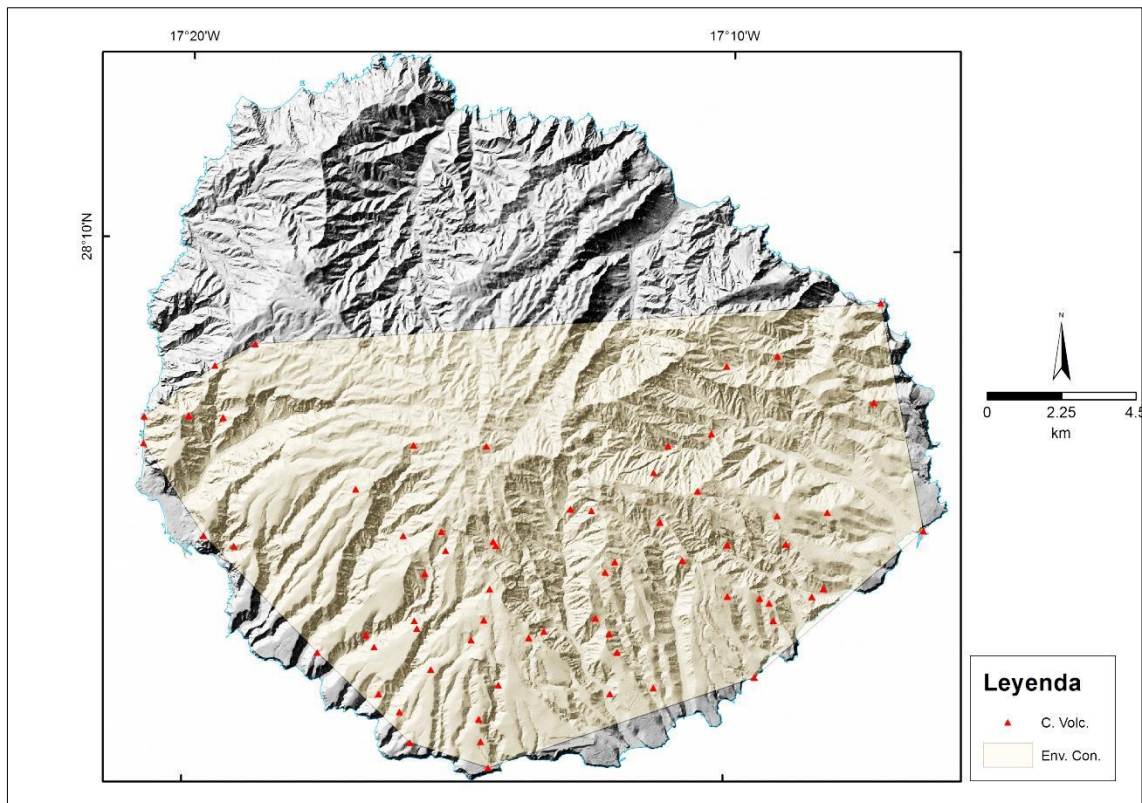 17°20'W
17°10'W
28°10'N
N
0 2.25 4.5
km
Leyenda
C. Volc.
Env. Con.